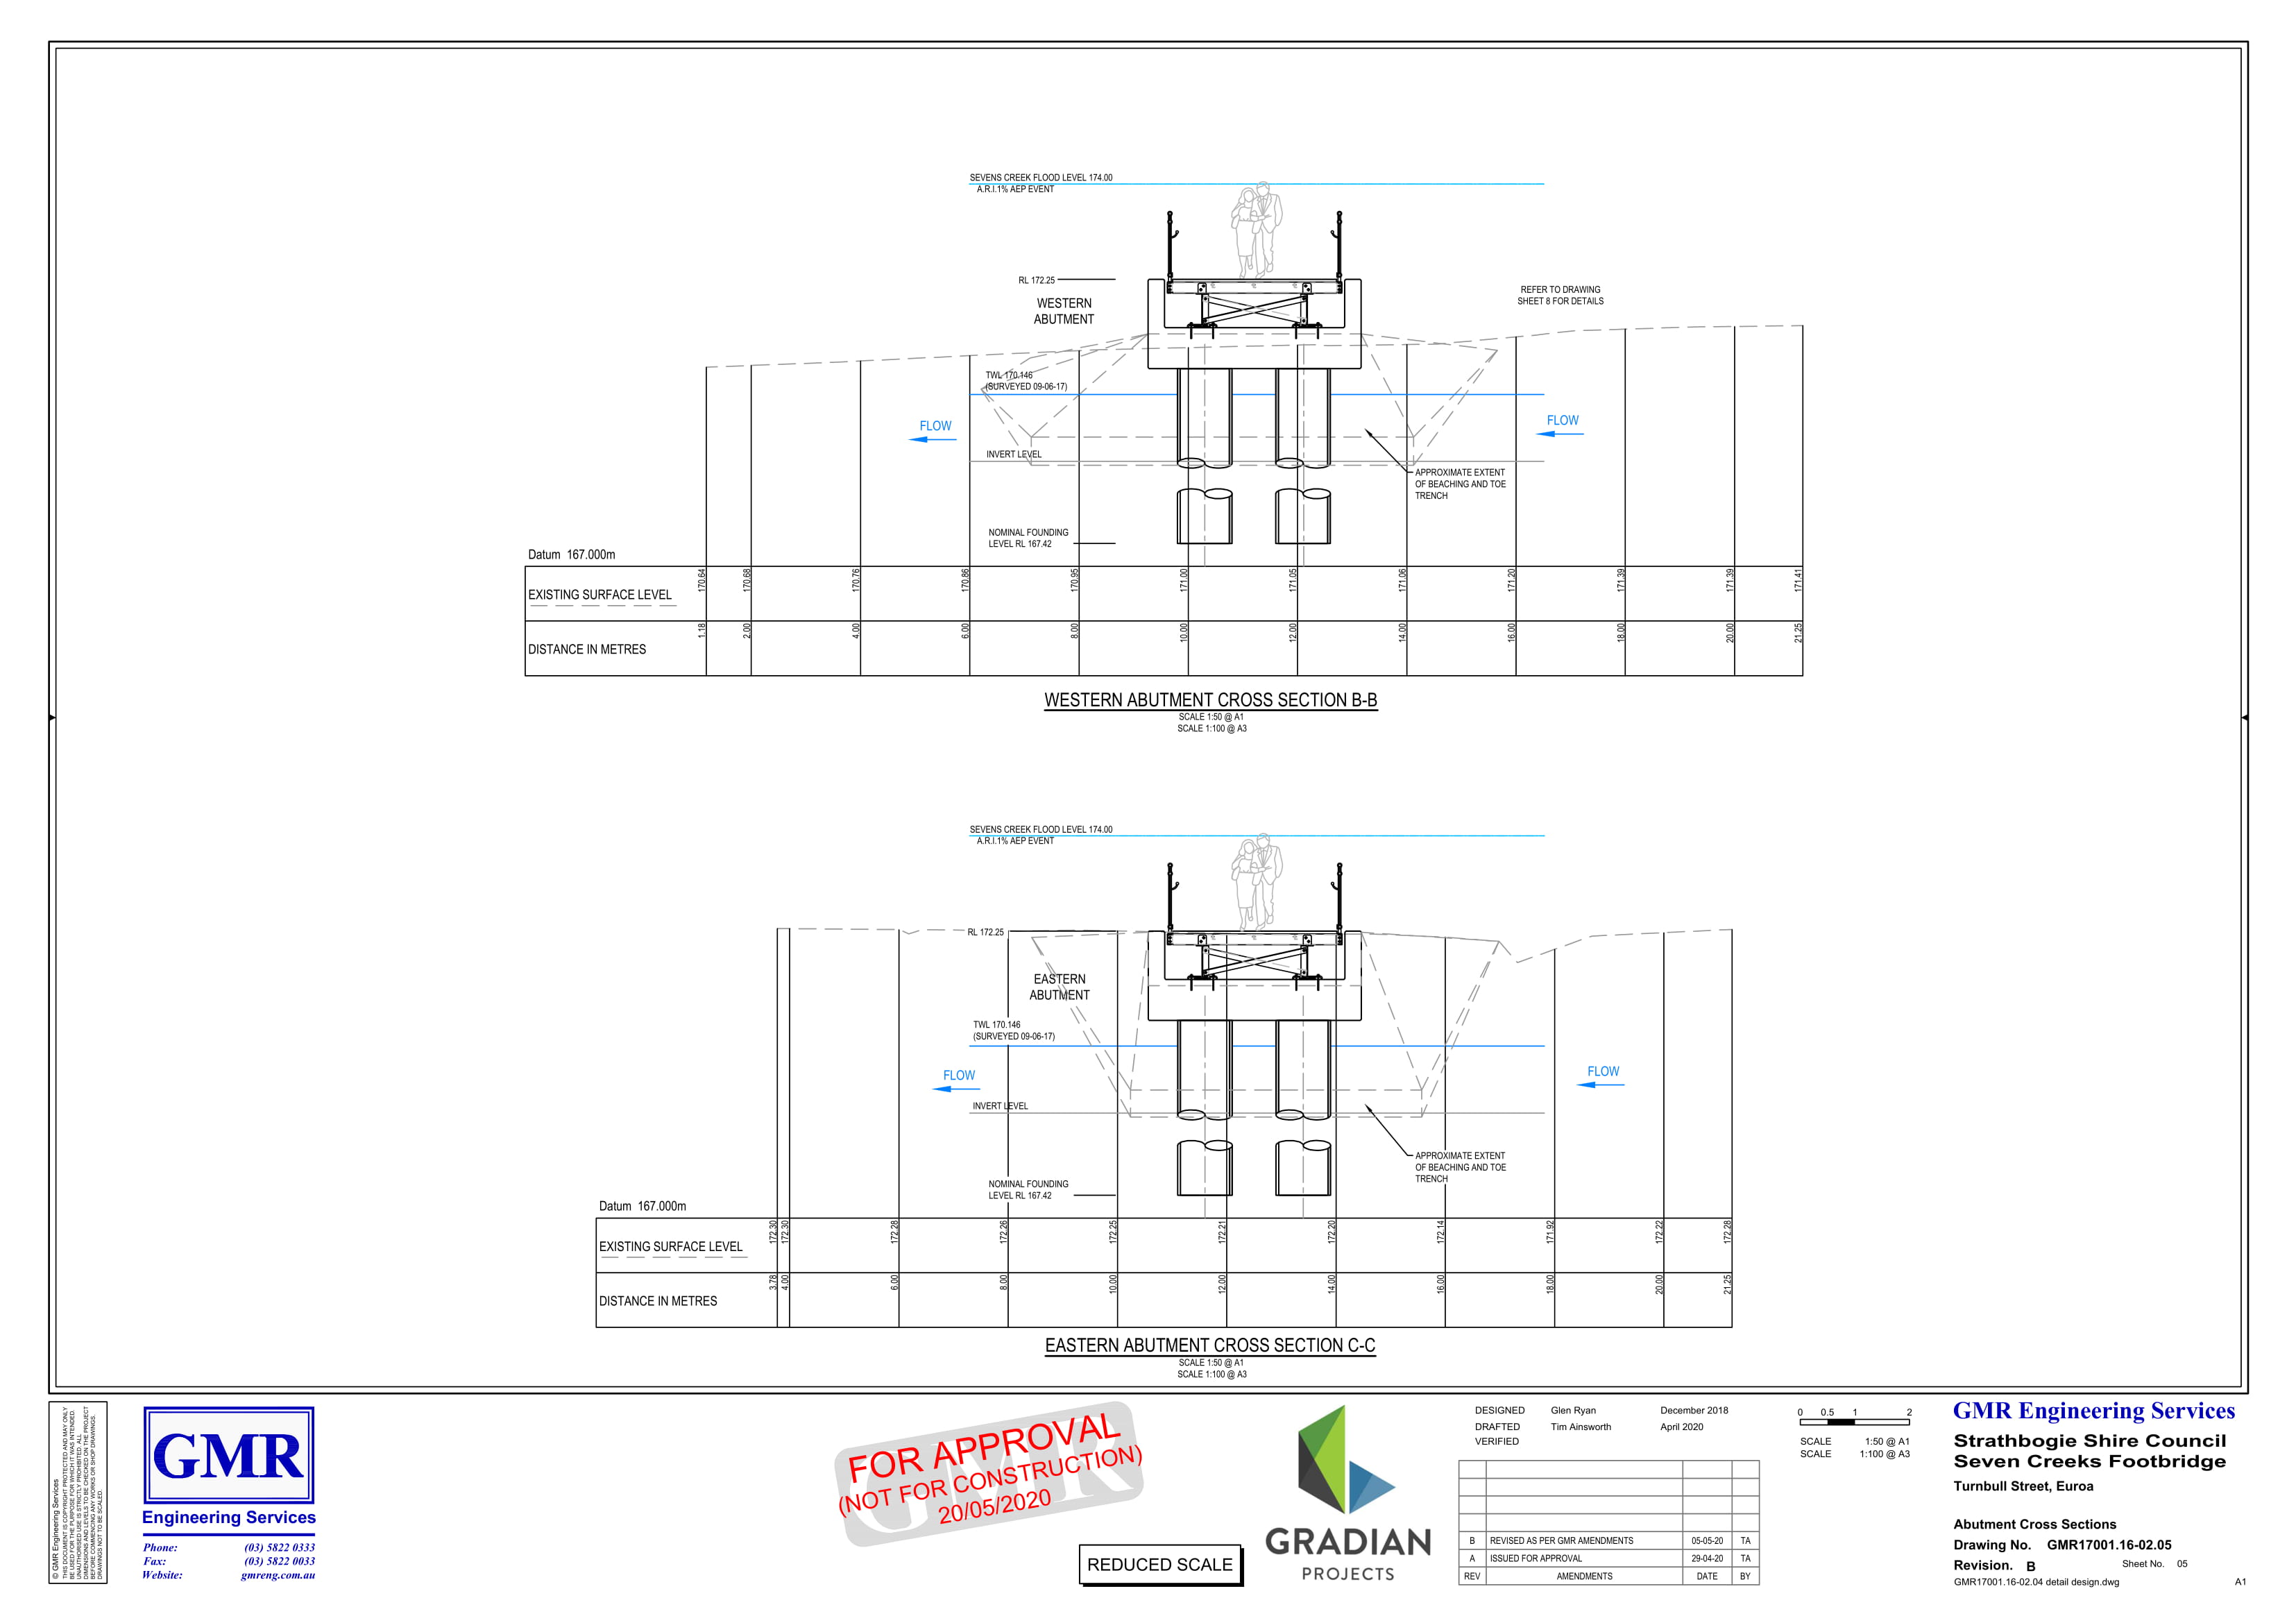 SEVENS CREEK FLOOD LEVEL 174.00
A.R.I.1% AEP EVENT
RL 172.25
WESTERN
ABUTMENT
REFER TO DRAWING
SHEET 8 FOR DETAILS
TWL 170.146
(SURVEYED 09-06-17)
FLOW
FLOW
INVERT LEVEL
APPROXIMATE EXTENT
OF BEACHING AND TOE
TRENCH
NOMINAL FOUNDING
LEVEL RL 167.42
Datum 167.000m
EXISTING SURFACE LEVEL
170.64 170.68 170.76 170.86 170.95 171.00 171.05 171.06 171.20 171.39 171.39 171.41
DISTANCE IN METRES
1.18 2.00 4.00 6.00 8.00 10.00 12.00 14.00 16.00 18.00 20.00 21.25
WESTERN ABUTMENT CROSS SECTION B-B
SCALE 1:50 @ A1
SCALE 1:100 @ A3
SEVENS CREEK FLOOD LEVEL 174.00
A.R.I.1% AEP EVENT
RL 172.25
EASTERN
ABUTMENT
TWL 170.146
(SURVEYED 09-06-17)
FLOW
FLOW
INVERT LEVEL
APPROXIMATE EXTENT
OF BEACHING AND TOE
TRENCH
NOMINAL FOUNDING
LEVEL RL 167.42
Datum 167.000m
EXISTING SURFACE LEVEL
172.30 172.30 172.28 172.26 172.25 172.21 172.20 172.14 171.92 172.22 172.28
DISTANCE IN METRES
3.78 4.00 6.00 8.00 10.00 12.00 14.00 16.00 18.00 20.00 21.25
EASTERN ABUTMENT CROSS SECTION C-C
SCALE 1:50 @ A1
SCALE 1:100 @ A3
© GMR Engineering Services
THIS DOCUMENT IS COPYRIGHT PROTECTED AND MAY ONLY
BE USED FOR THE PURPOSE FOR WHICH IT WAS INTENDED.
UNAUTHORISED USE IS STRICTLY PROHIBITED. ALL
DIMENSIONS AND LEVELS TO BE CHECKED ON THE PROJECT
BEFORE COMMENCING ANY WORKS OR SHOP DRAWINGS.
DRAWINGS NOT TO BE SCALED.
GMR
Engineering Services
Phone: (03) 5822 0333
Fax: (03) 5822 0033
Website: gmreng.com.au
GMR
FOR APPROVAL
(NOT FOR CONSTRUCTION)
20/05/2020
REDUCED SCALE
GRADIAN
PROJECTS
DESIGNED Glen Ryan December 2018
DRAFTED Tim Ainsworth April 2020
VERIFIED
B REVISED AS PER GMR AMENDMENTS 05-05-20 TA
A ISSUED FOR APPROVAL 29-04-20 TA
REV AMENDMENTS DATE BY
0 0.5 1 2
SCALE 1:50 @ A1
SCALE 1:100 @ A3
GMR Engineering Services
Strathbogie Shire Council
Seven Creeks Footbridge
Turnbull Street, Euroa
Abutment Cross Sections
Drawing No. GMR17001.16-02.05
Revision. B Sheet No. 05
GMR17001.16-02.04 detail design.dwg A1